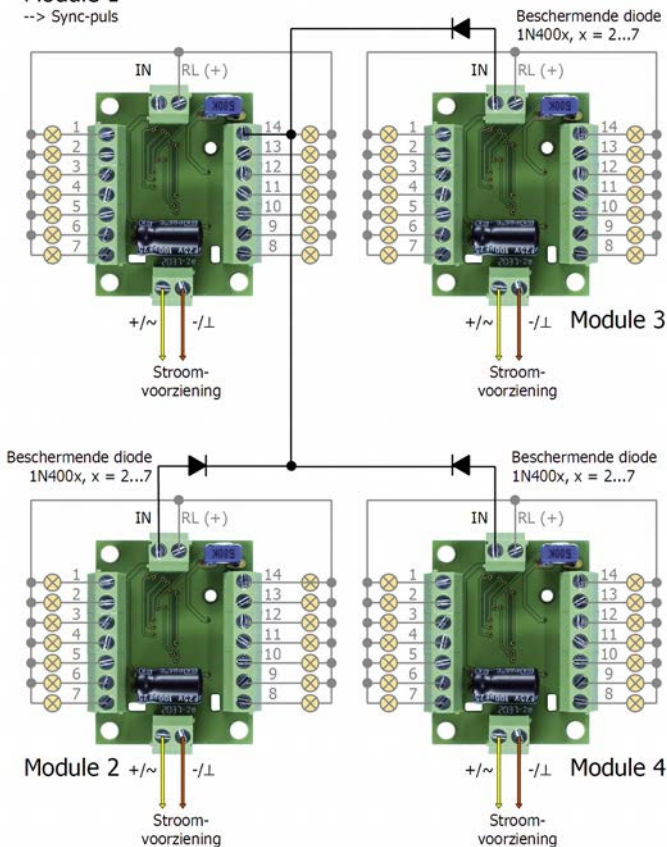 Module 1
--> Sync-puls
Beschermende diode
1N400x, x = 2...7
IN RL (+)
1 14
2 13
3 12
4 11
5 10
6 9
7 8
+/~ -/⊥
Stroom-
voorziening
IN RL (+)
1 14
2 13
3 12
4 11
5 10
6 9
7 8
+/~ -/⊥ Module 3
Stroom-
voorziening
Beschermende diode
1N400x, x = 2...7
IN RL (+)
1 14
2 13
3 12
4 11
5 10
6 9
7 8
Module 2 +/~ -/⊥
Stroom-
voorziening
Beschermende diode
1N400x, x = 2...7
IN RL (+)
1 14
2 13
3 12
4 11
5 10
6 9
7 8
+/~ -/⊥ Module 4
Stroom-
voorziening